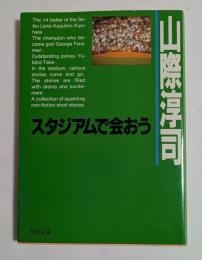 The #4 batter of the Sei-
bu Lions Kazuhiro Kiyo-
hara.
The champion who be-
came god George Fore-
man.
Outstanding jockey Yu-
taka Take.
In the stadium, various
stories come and go.
The stories are filled
with drama and excite-
ment.
A collection of sparkling
non-fiction short stories.
山際淳司
スタジアムで会おう
角川文庫